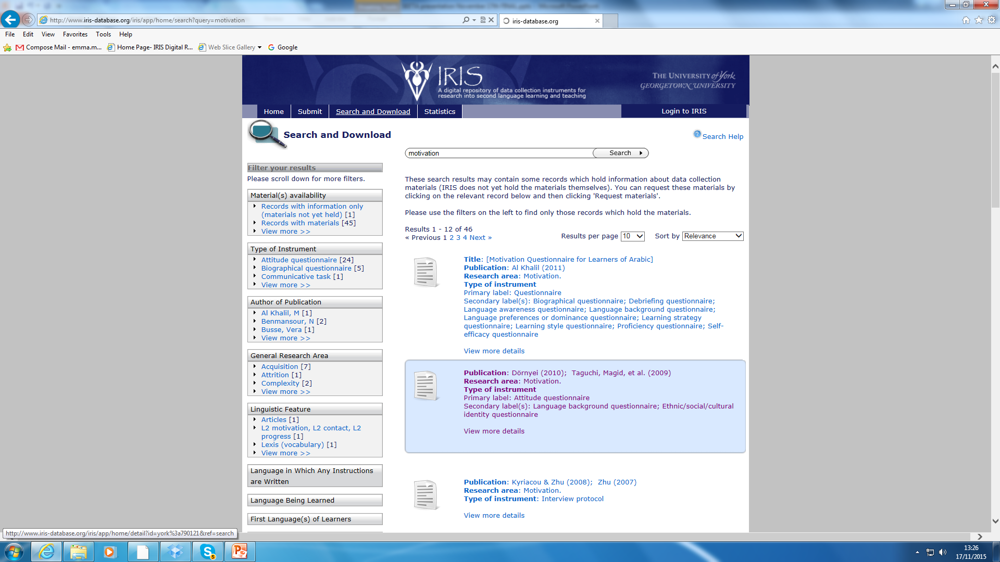 http://www.iris-database.org/iris/app/home/search?query=motivation
iris-database.org
File Edit View Favorites Tools Help
Compose Mail - emma.m... Home Page- IRIS Digital R... Web Slice Gallery Google
IRIS
A digital repository of data collection instruments for
research into second language learning and teaching
THE UNIVERSITY of York
GEORGETOWN UNIVERSITY
Home Submit Search and Download Statistics Login to IRIS
Search and Download
Search Help
motivation Search
Filter your results
Please scroll down for more filters.
Material(s) availability
Records with information only
(materials not yet held) [1]
Records with materials [45]
View more >>
Type of Instrument
Attitude questionnaire [24]
Biographical questionnaire [5]
Communicative task [1]
View more >>
Author of Publication
Al Khalil, M [1]
Benmansour, N [2]
Busse, Vera [1]
View more >>
General Research Area
Acquisition [7]
Attrition [1]
Complexity [2]
View more >>
Linguistic Feature
Articles [1]
L2 motivation, L2 contact, L2
progress [1]
Lexis (vocabulary) [1]
View more >>
Language in Which Any Instructions
are Written
Language Being Learned
First Language(s) of Learners
These search results may contain some records which hold information about data collection
materials (IRIS does not yet hold the materials themselves). You can request these materials by
clicking on the relevant record below and then clicking 'Request materials'.
Please use the filters on the left to find only those records which hold the materials.
Results 1 - 12 of 46
« Previous 1 2 3 4 Next »
Results per page 10 Sort by Relevance
Title: [Motivation Questionnaire for Learners of Arabic]
Publication: Al Khalil (2011)
Research area: Motivation.
Type of instrument
Primary label: Questionnaire
Secondary label(s): Biographical questionnaire; Debriefing questionnaire;
Language awareness questionnaire; Language background questionnaire;
Language preferences or dominance questionnaire; Learning strategy
questionnaire; Learning style questionnaire; Proficiency questionnaire; Self-
efficacy questionnaire
View more details
Publication: Dörnyei (2010); Taguchi, Magid, et al. (2009)
Research area: Motivation.
Type of instrument
Primary label: Attitude questionnaire
Secondary label(s): Language background questionnaire; Ethnic/social/cultural
identity questionnaire
View more details
Publication: Kyriacou & Zhu (2008); Zhu (2007)
Research area: Motivation.
Type of instrument: Interview protocol
View more details
http://www.iris-database.org/iris/app/home/detail?id=york%3a790121&ref=search
13:26
17/11/2015